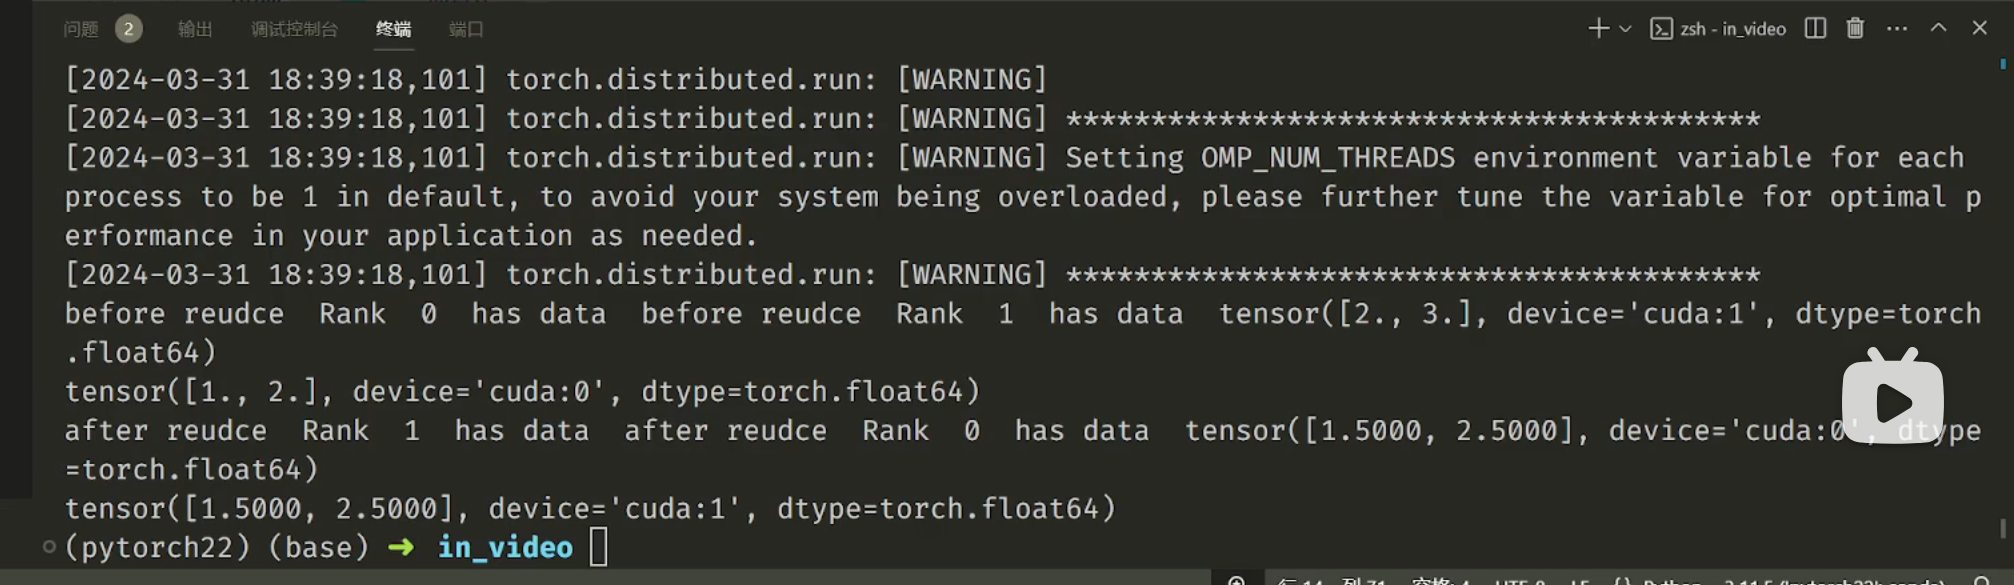 问题 2 输出 调试控制台 终端 端口 zsh - in_video
[2024-03-31 18:39:18,101] torch.distributed.run: [WARNING]
[2024-03-31 18:39:18,101] torch.distributed.run: [WARNING] *****************************************
[2024-03-31 18:39:18,101] torch.distributed.run: [WARNING] Setting OMP_NUM_THREADS environment variable for each
process to be 1 in default, to avoid your system being overloaded, please further tune the variable for optimal p
erformance in your application as needed.
[2024-03-31 18:39:18,101] torch.distributed.run: [WARNING] *****************************************
before reudce  Rank  0  has data  before reudce  Rank  1  has data  tensor([2., 3.], device='cuda:1', dtype=torch
.float64)
tensor([1., 2.], device='cuda:0', dtype=torch.float64)
after reudce  Rank  1  has data  after reudce  Rank  0  has data  tensor([1.5000, 2.5000], device='cuda:0', dtype
=torch.float64)
tensor([1.5000, 2.5000], device='cuda:1', dtype=torch.float64)
(pytorch22) (base) ➜ in_video